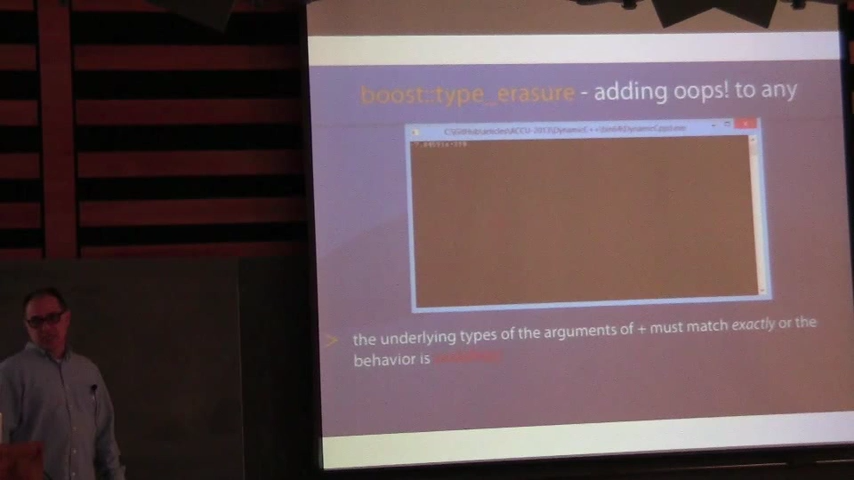 boost::type_erasure - adding oops! to any
the underlying types of the arguments of + must match exactly or the
behavior is